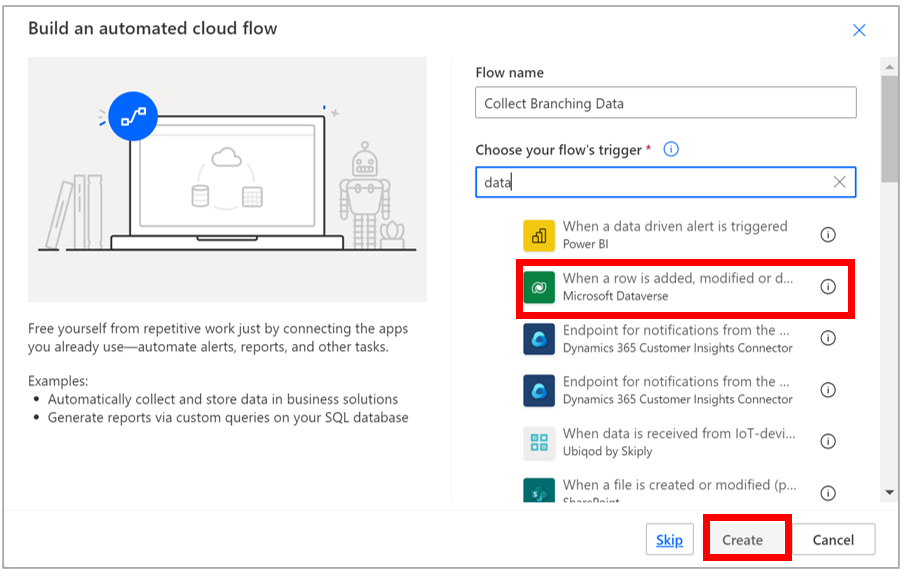 Build an automated cloud flow
Free yourself from repetitive work just by connecting the apps
you already use—automate alerts, reports, and other tasks.
Examples:
• Automatically collect and store data in business solutions
• Generate reports via custom queries on your SQL database
Flow name
Collect Branching Data
Choose your flow's trigger *
data
When a data driven alert is triggered
Power BI
When a row is added, modified or d...
Microsoft Dataverse
Endpoint for notifications from the ...
Dynamics 365 Customer Insights Connector
Endpoint for notifications from the ...
Dynamics 365 Customer Insights Connector
When data is received from IoT-devi...
Ubiqod by Skiply
When a file is created or modified (p...
SharePoint
Skip
Create
Cancel